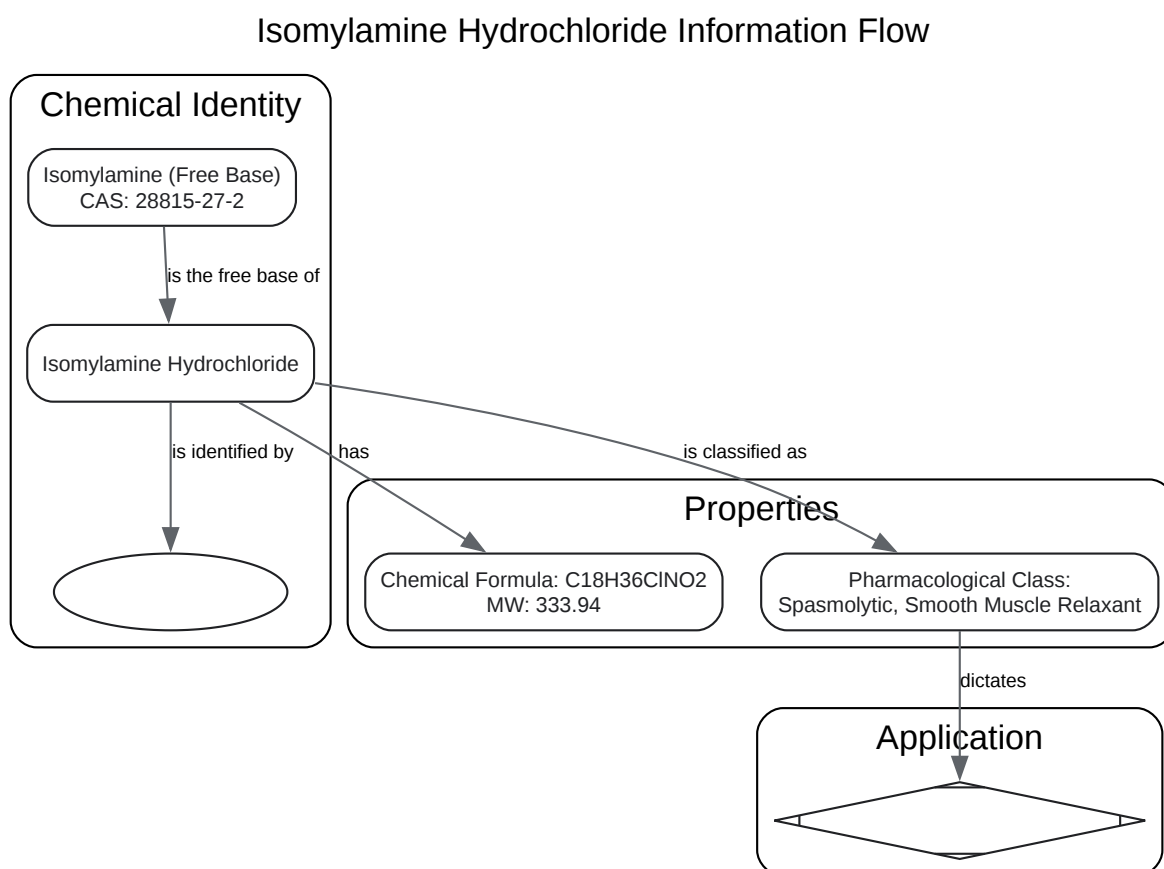 Isomylamine Hydrochloride Information Flow
Chemical Identity
Isomylamine (Free Base)
CAS: 28815-27-2
is the free base of
Isomylamine Hydrochloride
is identified by
has
is classified as
Properties
Chemical Formula: C18H36ClNO2
MW: 333.94
Pharmacological Class:
Spasmolytic, Smooth Muscle Relaxant
dictates
Application